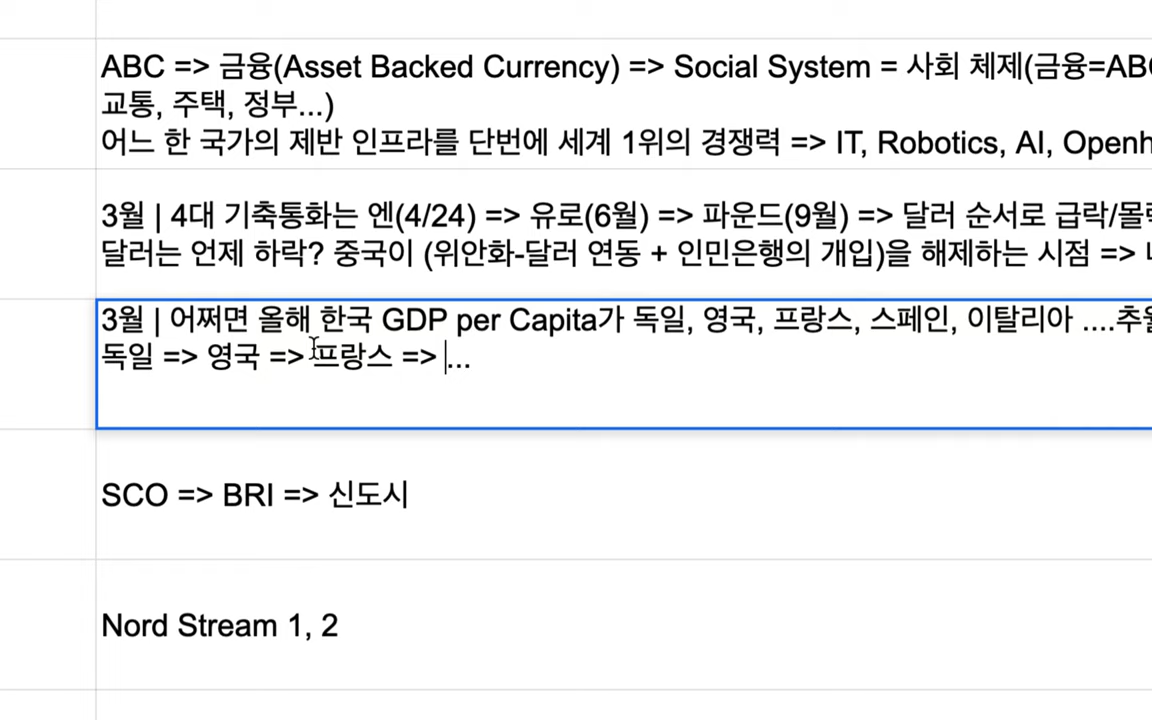 ABC => 금융(Asset Backed Currency) => Social System = 사회 체제(금융=ABC
교통, 주택, 정부...)
어느 한 국가의 제반 인프라를 단번에 세계 1위의 경쟁력 => IT, Robotics, AI, Openh
3월 | 4대 기축통화는 엔(4/24) => 유로(6월) => 파운드(9월) => 달러 순서로 급락/몰락
달러는 언제 하락? 중국이 (위안화-달러 연동 + 인민은행의 개입)을 해제하는 시점 =>
3월 | 어쩌면 올해 한국 GDP per Capita가 독일, 영국, 프랑스, 스페인, 이탈리아 ....추월
독일 => 영국 => 프랑스 => ...
SCO => BRI => 신도시
Nord Stream 1, 2